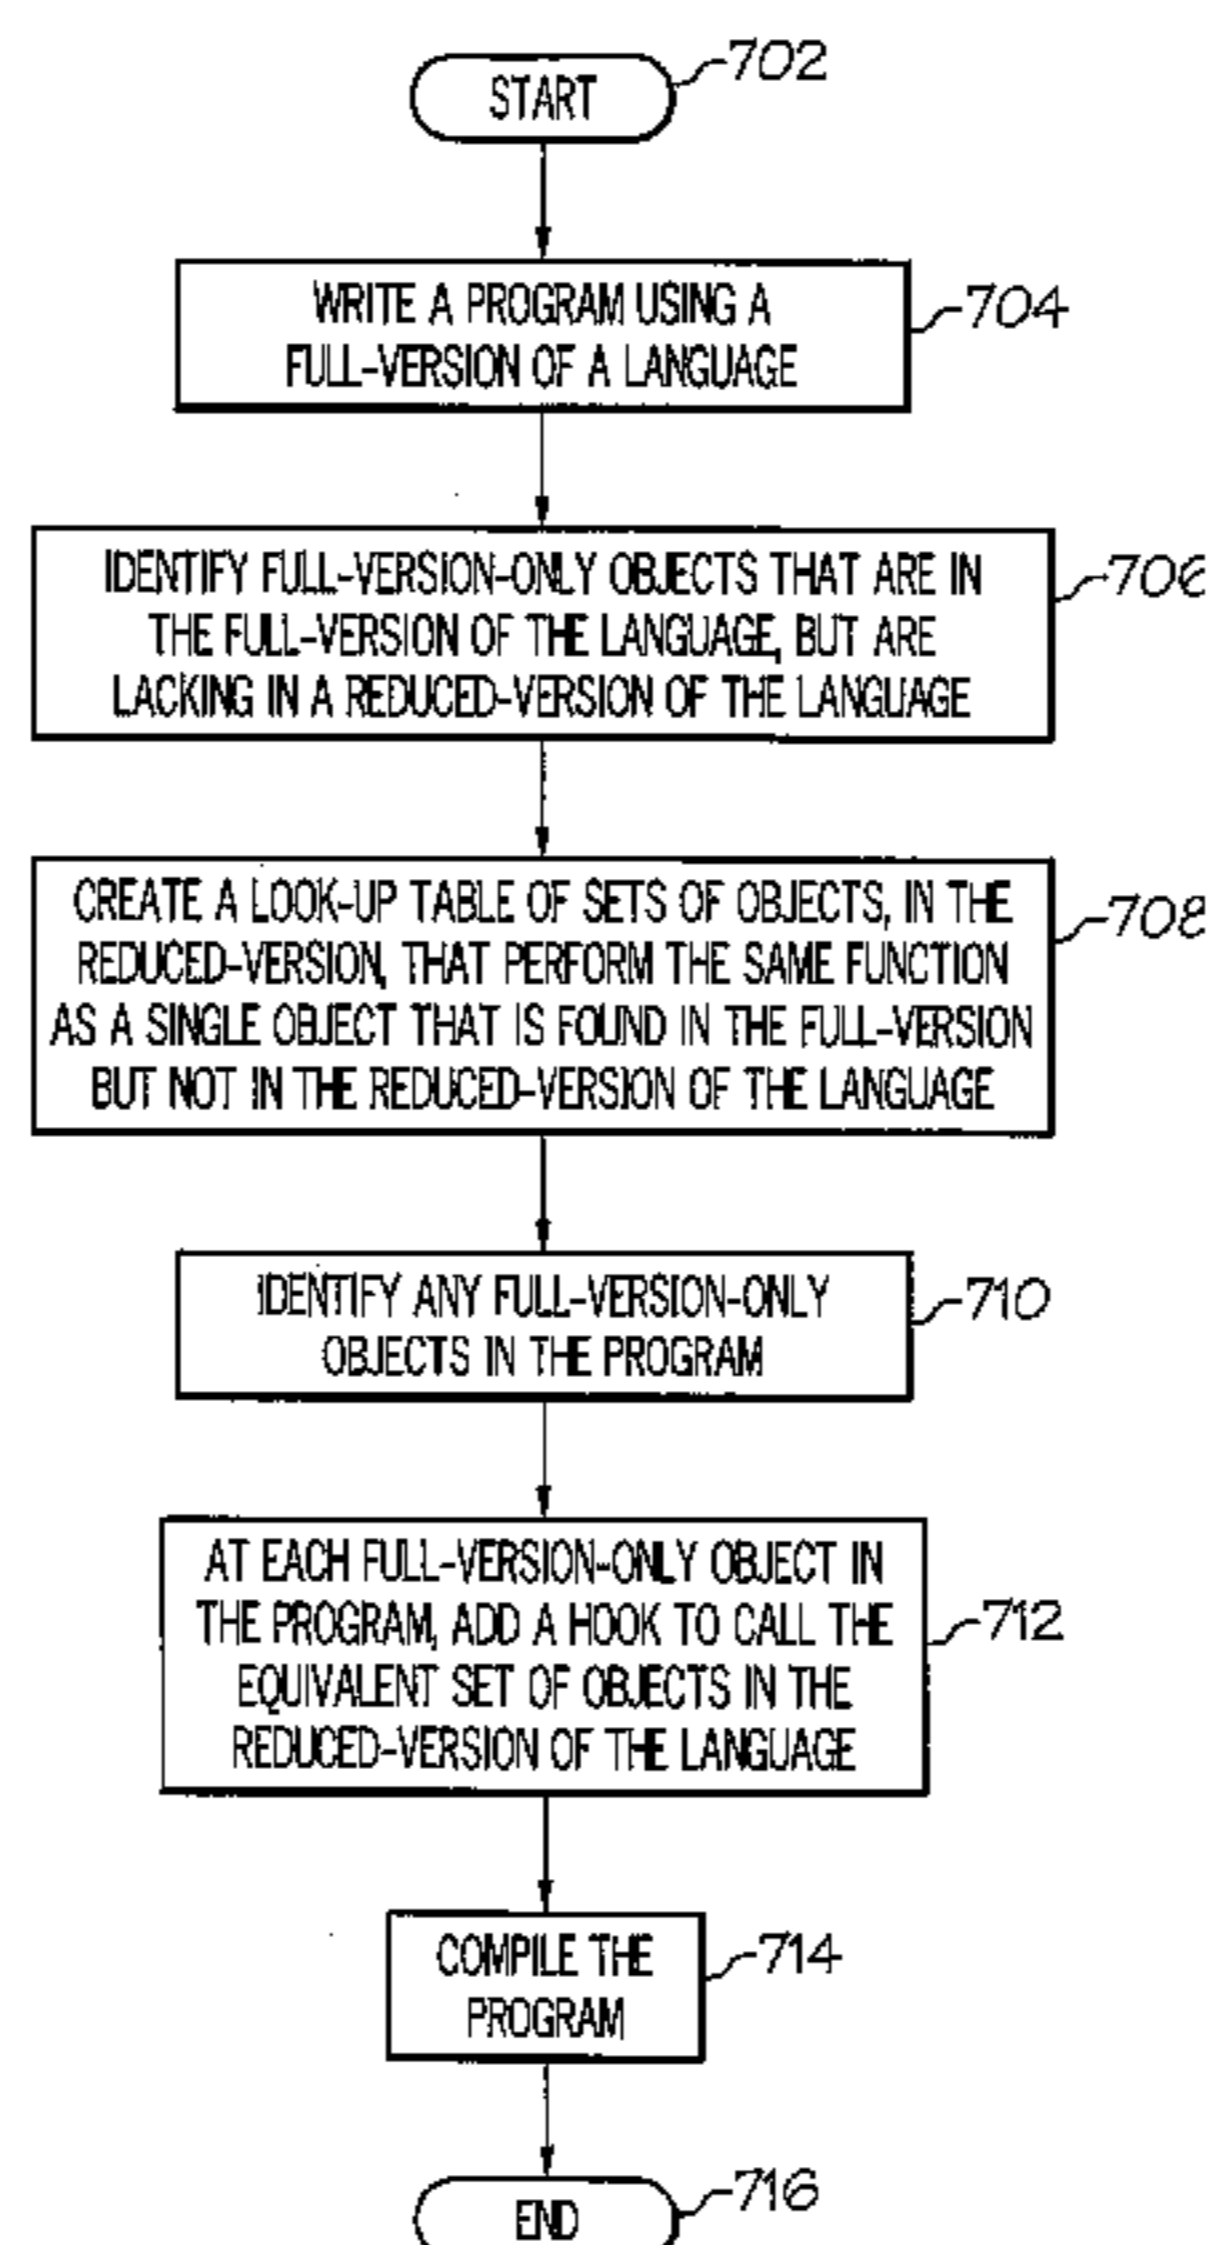 START
702
WRITE A PROGRAM USING A
FULL-VERSION OF A LANGUAGE
704
IDENTIFY FULL-VERSION-ONLY OBJECTS THAT ARE IN
THE FULL-VERSION OF THE LANGUAGE, BUT ARE
LACKING IN A REDUCED-VERSION OF THE LANGUAGE
706
CREATE A LOOK-UP TABLE OF SETS OF OBJECTS, IN THE
REDUCED-VERSION, THAT PERFORM THE SAME FUNCTION
AS A SINGLE OBJECT THAT IS FOUND IN THE FULL-VERSION
BUT NOT IN THE REDUCED-VERSION OF THE LANGUAGE
708
IDENTIFY ANY FULL-VERSION-ONLY
OBJECTS IN THE PROGRAM
710
AT EACH FULL-VERSION-ONLY OBJECT IN
THE PROGRAM, ADD A HOOK TO CALL THE
EQUIVALENT SET OF OBJECTS IN THE
REDUCED-VERSION OF THE LANGUAGE
712
COMPILE THE
PROGRAM
714
END
716